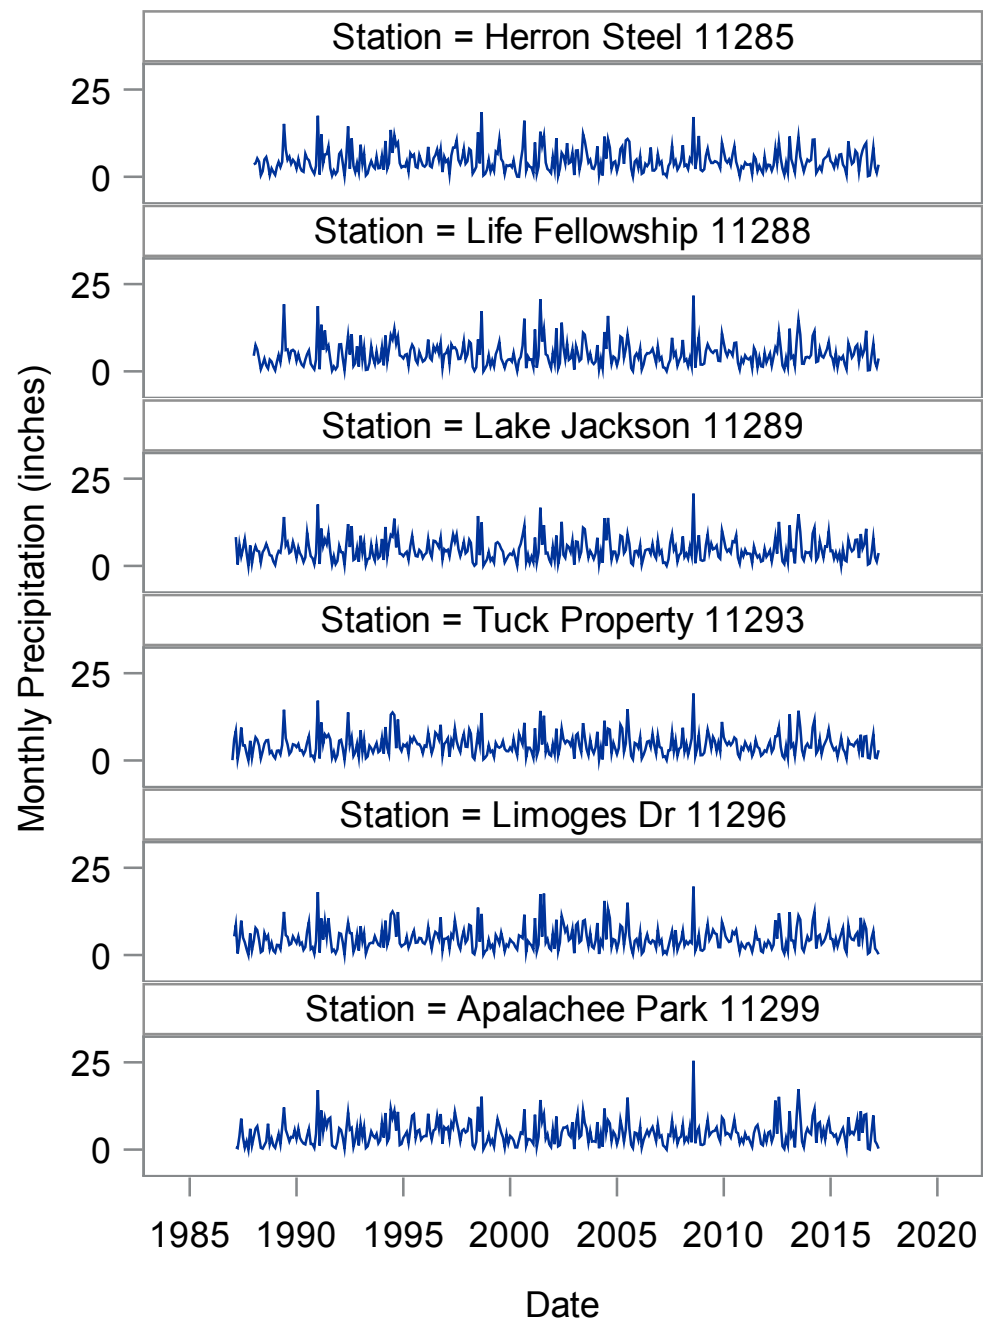 Station = Herron Steel 11285
25
0
Station = Life Fellowship 11288
25
0
Station = Lake Jackson 11289
25
0
Station = Tuck Property 11293
25
0
Station = Limoges Dr 11296
25
0
Station = Apalachee Park 11299
25
0
Monthly Precipitation (inches)
1985 1990 1995 2000 2005 2010 2015 2020
Date